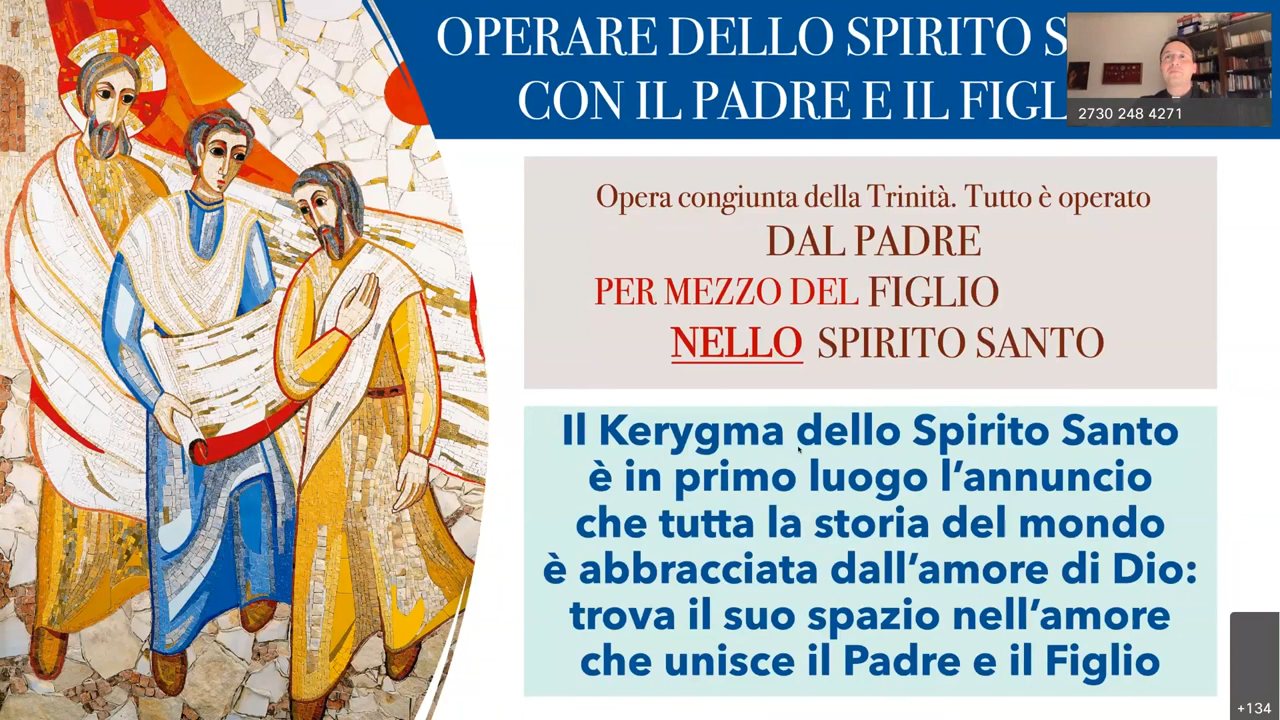 OPERARE DELLO SPIRITO
CON IL PADRE E IL
2730 248 4271
Opera congiunta della Trinità. Tutto è operato
DAL PADRE
PER MEZZO DEL FIGLIO
NELLO SPIRITO SANTO
Il Kerygma dello Spirito Santo
è in primo luogo l’annuncio
che tutta la storia del mondo
è abbracciata dall’amore di Dio:
trova il suo spazio nell’amore
che unisce il Padre e il Figlio
+134